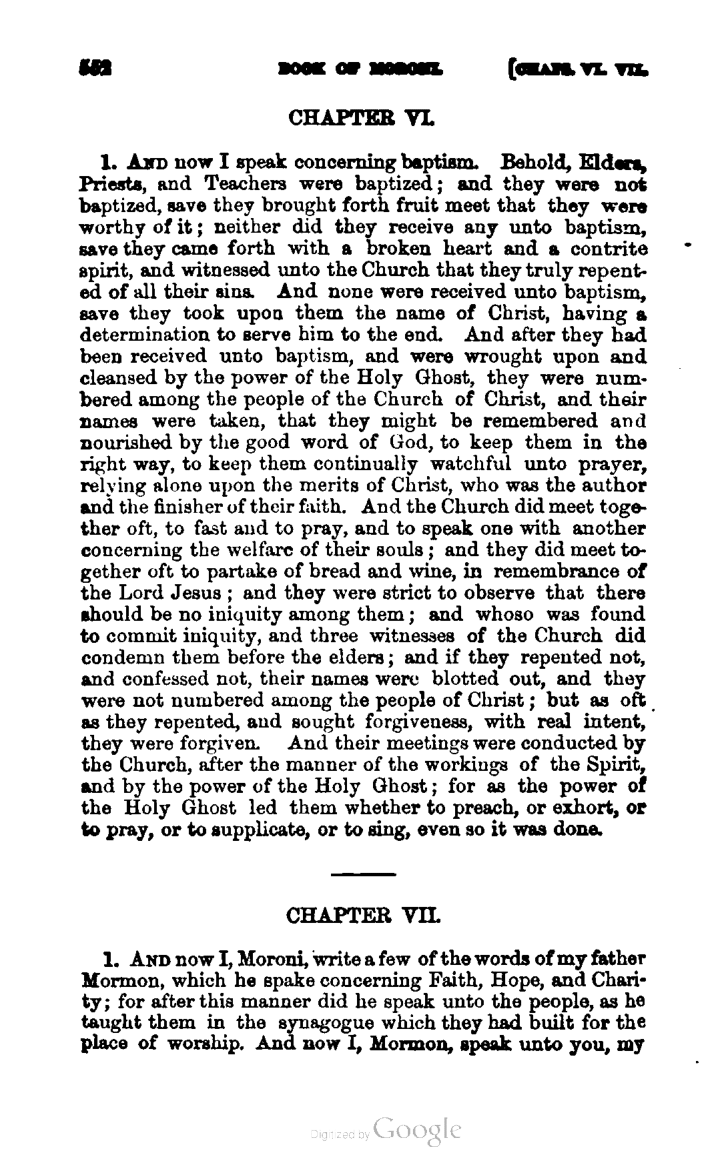 552 BOOK OF MORONI. [CHAPS. VI. VII.
CHAPTER VI.
1. AND now I speak concerning baptism. Behold, Elders,
Priests, and Teachers were baptized; and they were not
baptized, save they brought forth fruit meet that they were
worthy of it; neither did they receive any unto baptism,
save they came forth with a broken heart and a contrite
spirit, and witnessed unto the Church that they truly repent-
ed of all their sins. And none were received unto baptism,
save they took upon them the name of Christ, having a
determination to serve him to the end. And after they had
been received unto baptism, and were wrought upon and
cleansed by the power of the Holy Ghost, they were num-
bered among the people of the Church of Christ, and their
names were taken, that they might be remembered and
nourished by the good word of God, to keep them in the
right way, to keep them continually watchful unto prayer,
relying alone upon the merits of Christ, who was the author
and the finisher of their faith. And the Church did meet toge-
ther oft, to fast and to pray, and to speak one with another
concerning the welfare of their souls; and they did meet to-
gether oft to partake of bread and wine, in remembrance of
the Lord Jesus; and they were strict to observe that there
should be no iniquity among them; and whoso was found
to commit iniquity, and three witnesses of the Church did
condemn them before the elders; and if they repented not,
and confessed not, their names were blotted out, and they
were not numbered among the people of Christ; but as oft
as they repented, and sought forgiveness, with real intent,
they were forgiven. And their meetings were conducted by
the Church, after the manner of the workings of the Spirit,
and by the power of the Holy Ghost; for as the power of
the Holy Ghost led them whether to preach, or exhort, or
to pray, or to supplicate, or to sing, even so it was done.
CHAPTER VII.
1. AND now I, Moroni, write a few of the words of my father
Mormon, which he spake concerning Faith, Hope, and Chari-
ty; for after this manner did he speak unto the people, as he
taught them in the synagogue which they had built for the
place of worship. And now I, Mormon, speak unto you, my
Digitized by Google